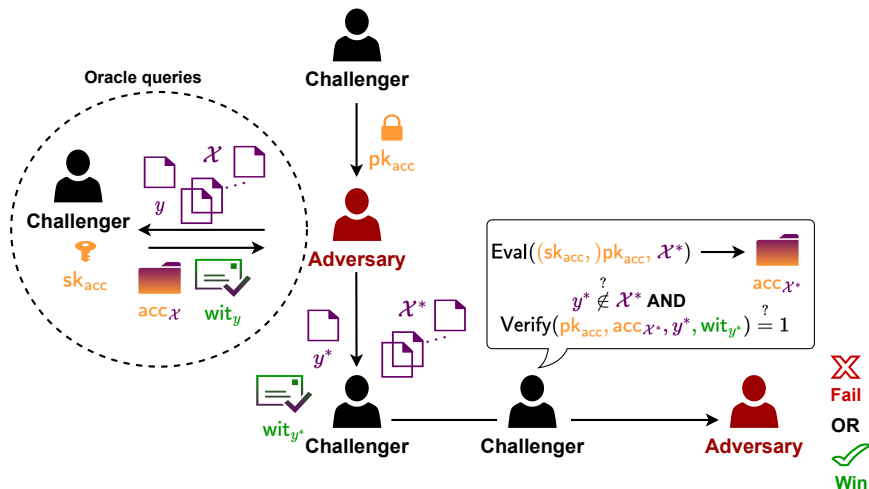 Challenger
Oracle queries
pk_acc
𝒳
y
Challenger
sk_acc
acc_𝒳
wit_y
Adversary
Eval((sk_acc, )pk_acc, 𝒳*)
acc_𝒳*
y* ∉? 𝒳* AND
Verify(pk_acc, acc_𝒳*, y*, wit_y*) =? 1
𝒳*
y*
wit_y*
Challenger
Challenger
Adversary
Fail
OR
Win